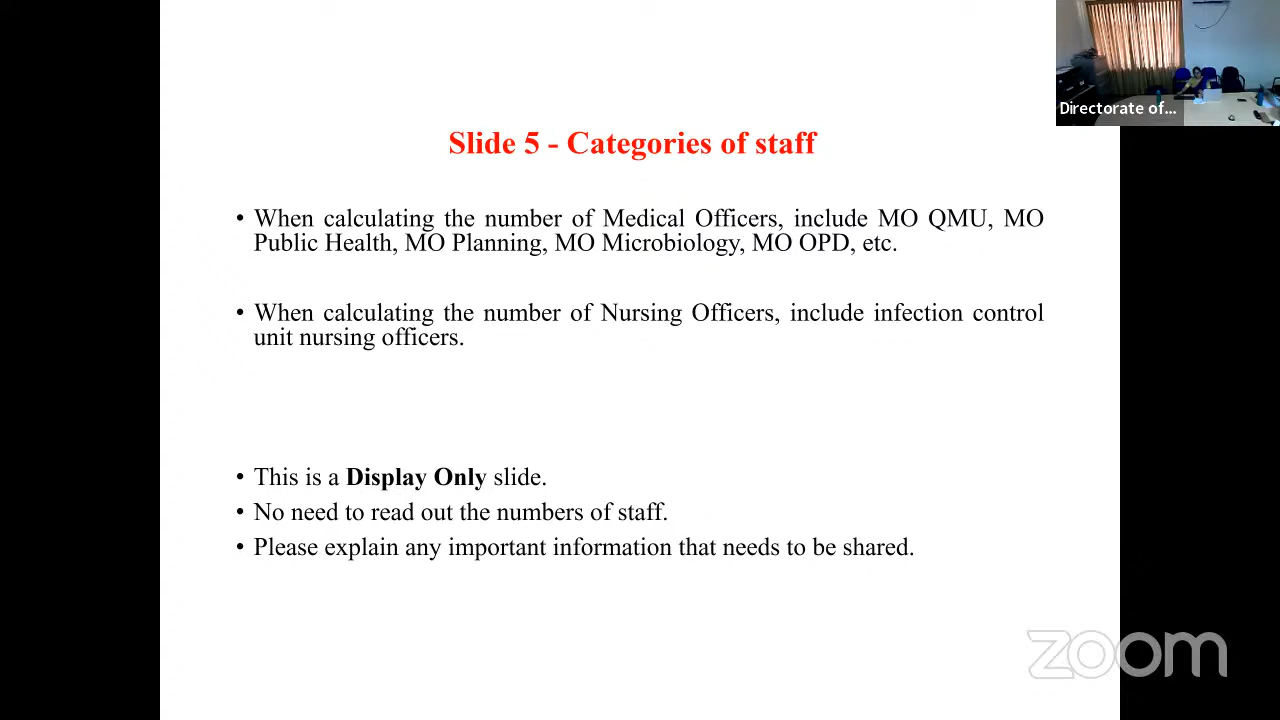 Directorate of...
Slide 5 - Categories of staff
• When calculating the number of Medical Officers, include MO QMU, MO
Public Health, MO Planning, MO Microbiology, MO OPD, etc.
• When calculating the number of Nursing Officers, include infection control
unit nursing officers.
• This is a Display Only slide.
• No need to read out the numbers of staff.
• Please explain any important information that needs to be shared.
zoom